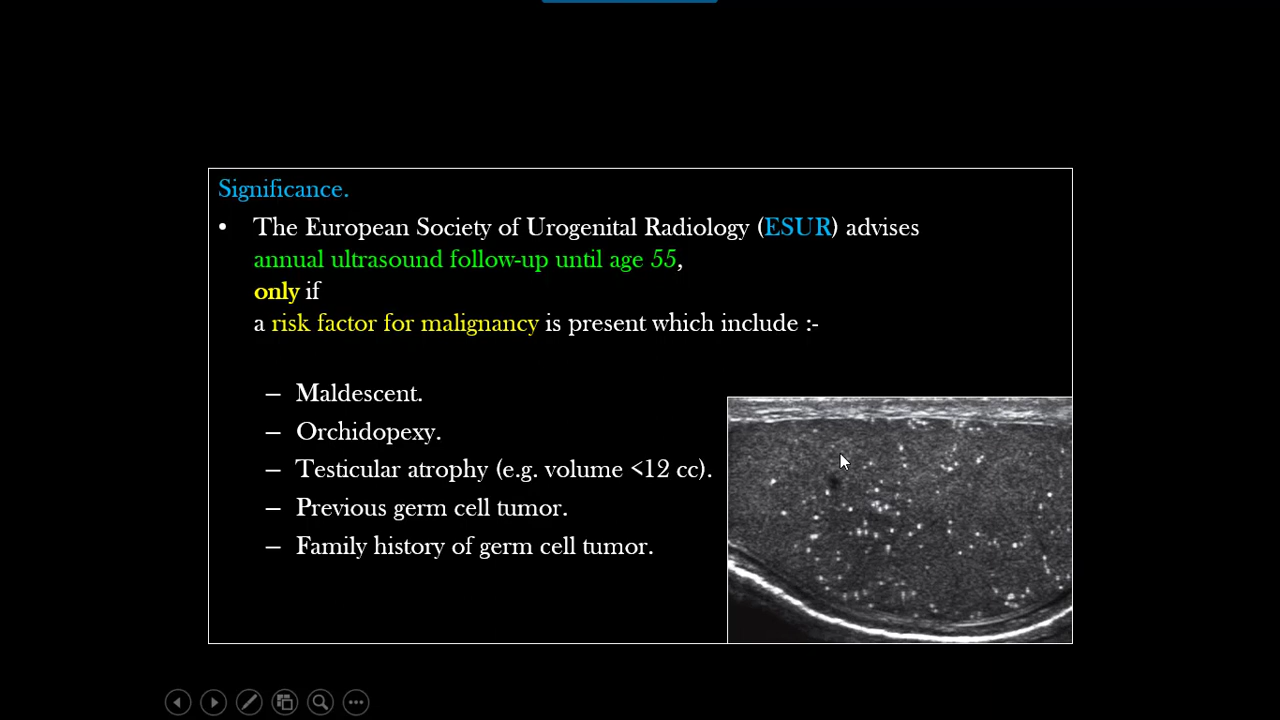 Significance.
• The European Society of Urogenital Radiology (ESUR) advises
annual ultrasound follow-up until age 55,
only if
a risk factor for malignancy is present which include :-
– Maldescent.
– Orchidopexy.
– Testicular atrophy (e.g. volume <12 cc).
– Previous germ cell tumor.
– Family history of germ cell tumor.